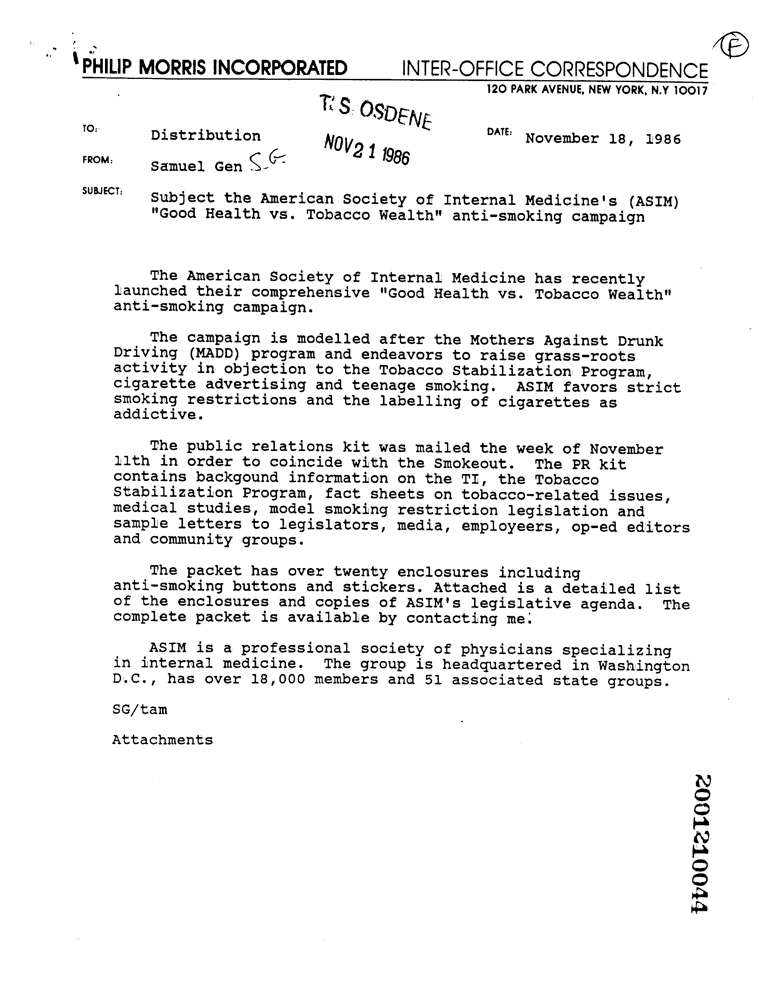 F
PHILIP MORRIS INCORPORATED INTER-OFFICE CORRESPONDENCE
120 PARK AVENUE, NEW YORK, N.Y 10017
T. S. OSDENE
NOV 21 1986
TO: Distribution DATE: November 18, 1986
FROM: Samuel Gen S.G.
SUBJECT: Subject the American Society of Internal Medicine's (ASIM)
"Good Health vs. Tobacco Wealth" anti-smoking campaign
The American Society of Internal Medicine has recently
launched their comprehensive "Good Health vs. Tobacco Wealth"
anti-smoking campaign.
The campaign is modelled after the Mothers Against Drunk
Driving (MADD) program and endeavors to raise grass-roots
activity in objection to the Tobacco Stabilization Program,
cigarette advertising and teenage smoking. ASIM favors strict
smoking restrictions and the labelling of cigarettes as
addictive.
The public relations kit was mailed the week of November
11th in order to coincide with the Smokeout. The PR kit
contains backgound information on the TI, the Tobacco
Stabilization Program, fact sheets on tobacco-related issues,
medical studies, model smoking restriction legislation and
sample letters to legislators, media, employeers, op-ed editors
and community groups.
The packet has over twenty enclosures including
anti-smoking buttons and stickers. Attached is a detailed list
of the enclosures and copies of ASIM's legislative agenda. The
complete packet is available by contacting me.
ASIM is a professional society of physicians specializing
in internal medicine. The group is headquartered in Washington
D.C., has over 18,000 members and 51 associated state groups.
SG/tam
Attachments
2001210044